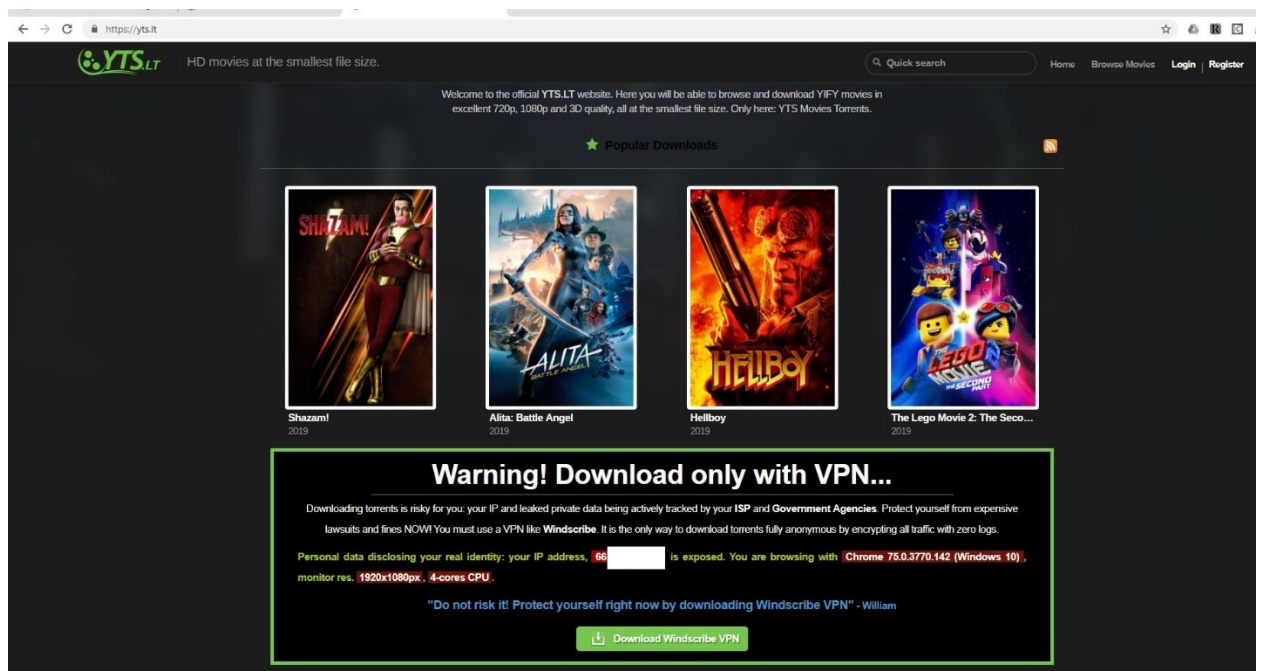 https://yts.lt
YTS.LT
HD movies at the smallest file size.
Quick search
Home Browse Movies Login | Register
Welcome to the official YTS.LT website. Here you will be able to browse and download YIFY movies in
excellent 720p, 1080p and 3D quality, all at the smallest file size. Only here: YTS Movies Torrents.
Popular Downloads
SHAZAM!
ALITA
BATTLE ANGEL
HELLBOY
THE LEGO MOVIE
THE SECOND PART
Shazam!
2019
Alita: Battle Angel
2019
Hellboy
2019
The Lego Movie 2: The Seco...
2019
Warning! Download only with VPN...
Downloading torrents is risky for you: your IP and leaked private data being actively tracked by your ISP and Government Agencies. Protect yourself from expensive
lawsuits and fines NOW! You must use a VPN like Windscribe. It is the only way to download torrents fully anonymous by encrypting all traffic with zero logs.
Personal data disclosing your real identity: your IP address, 66 is exposed. You are browsing with Chrome 75.0.3770.142 (Windows 10) ,
monitor res. 1920x1080px , 4-cores CPU .
"Do not risk it! Protect yourself right now by downloading Windscribe VPN" - William
Download Windscribe VPN